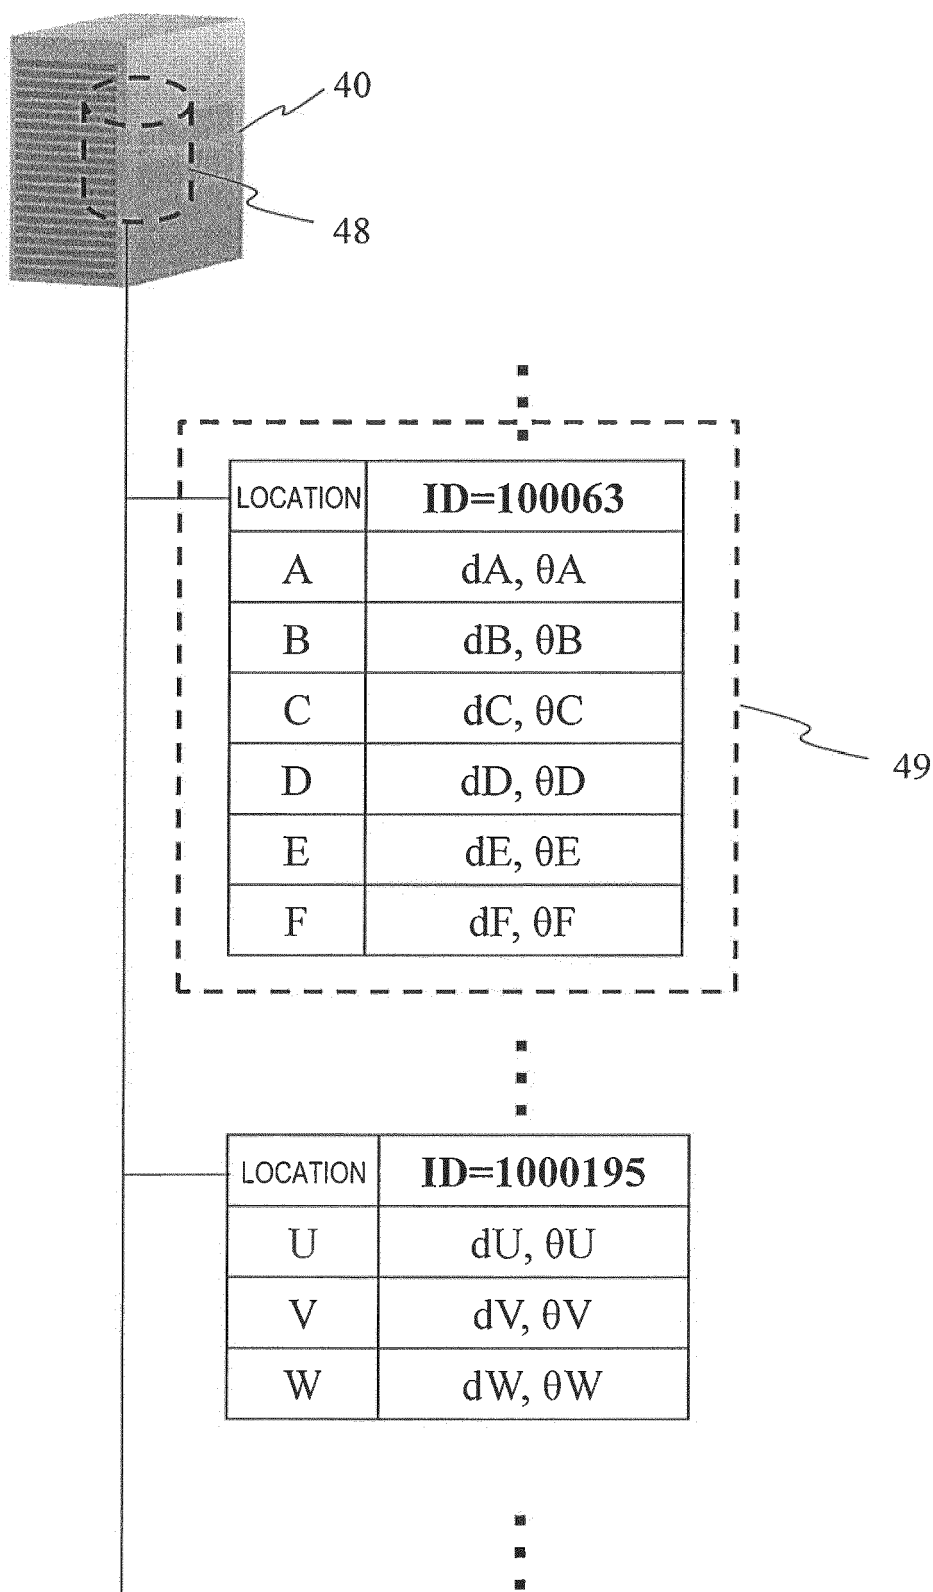 40
48
LOCATION ID=100063
A dA, θA
B dB, θB
C dC, θC
D dD, θD
E dE, θE
F dF, θF
49
LOCATION ID=1000195
U dU, θU
V dV, θV
W dW, θW